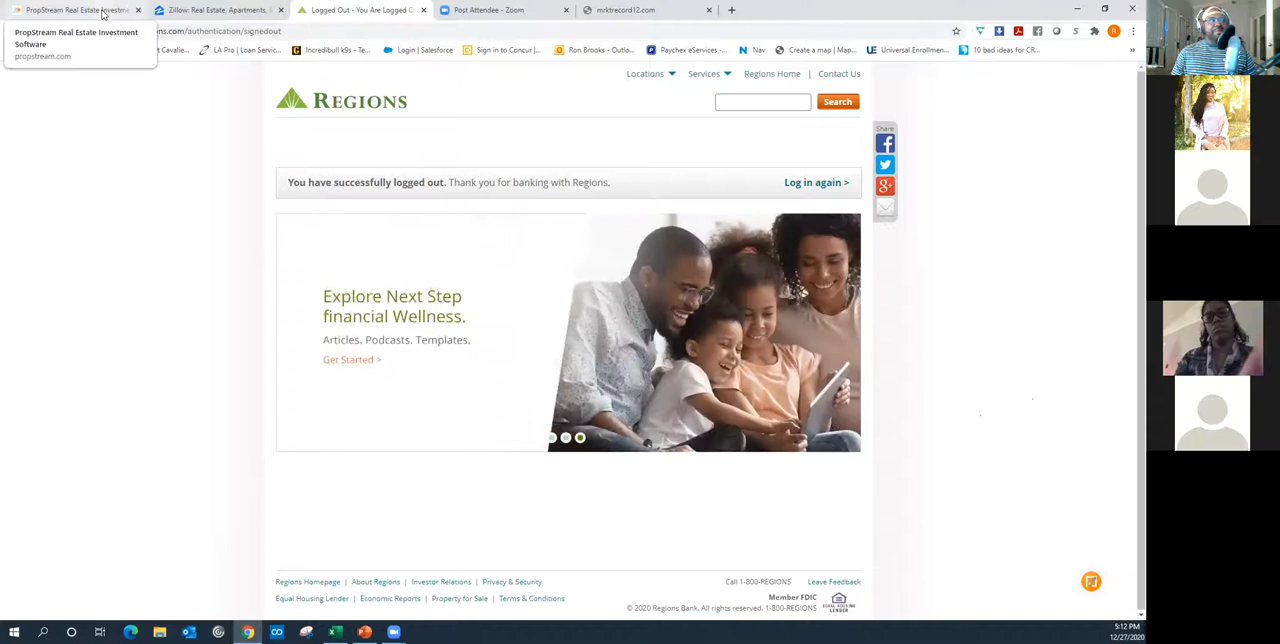 PropStream Real Estate Investme
Zillow: Real Estate, Apartments,
Logged Out - You Are Logged O
Post Attendee - Zoom
mrktrecord12.com
ns.com/authentication/signedout
PropStream Real Estate Investment
Software
propstream.com
t Cavalie...
LA Pro | Loan Servic...
Incredibull k9s - Te...
Login | Salesforce
Sign in to Concur|...
Ron Brooks - Outlo...
Paychex eServices -...
Nav
Create a map | Map...
Universal Enrollmen...
10 bad ideas for CR...
»
Locations
Services
Regions Home
|
Contact Us
REGIONS
Search
Share
You have successfully logged out. Thank you for banking with Regions.
Log in again >
Explore Next Step
financial Wellness.
Articles. Podcasts. Templates.
Get Started >
Regions Homepage | About Regions | Investor Relations | Privacy & Security
Call 1-800-REGIONS
Leave Feedback
Equal Housing Lender | Economic Reports | Property for Sale | Terms & Conditions
Member FDIC
© 2020 Regions Bank. All rights reserved. 1-800-REGIONS
5:12 PM
12/27/2020